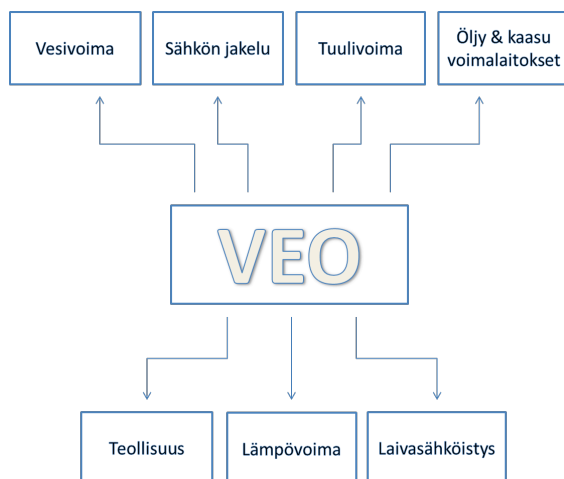 Vesivoima
Sähkön jakelu
Tuulivoima
Öljy & kaasu
voimalaitokset
VEO
Teollisuus
Lämpövoima
Laivasähköistys